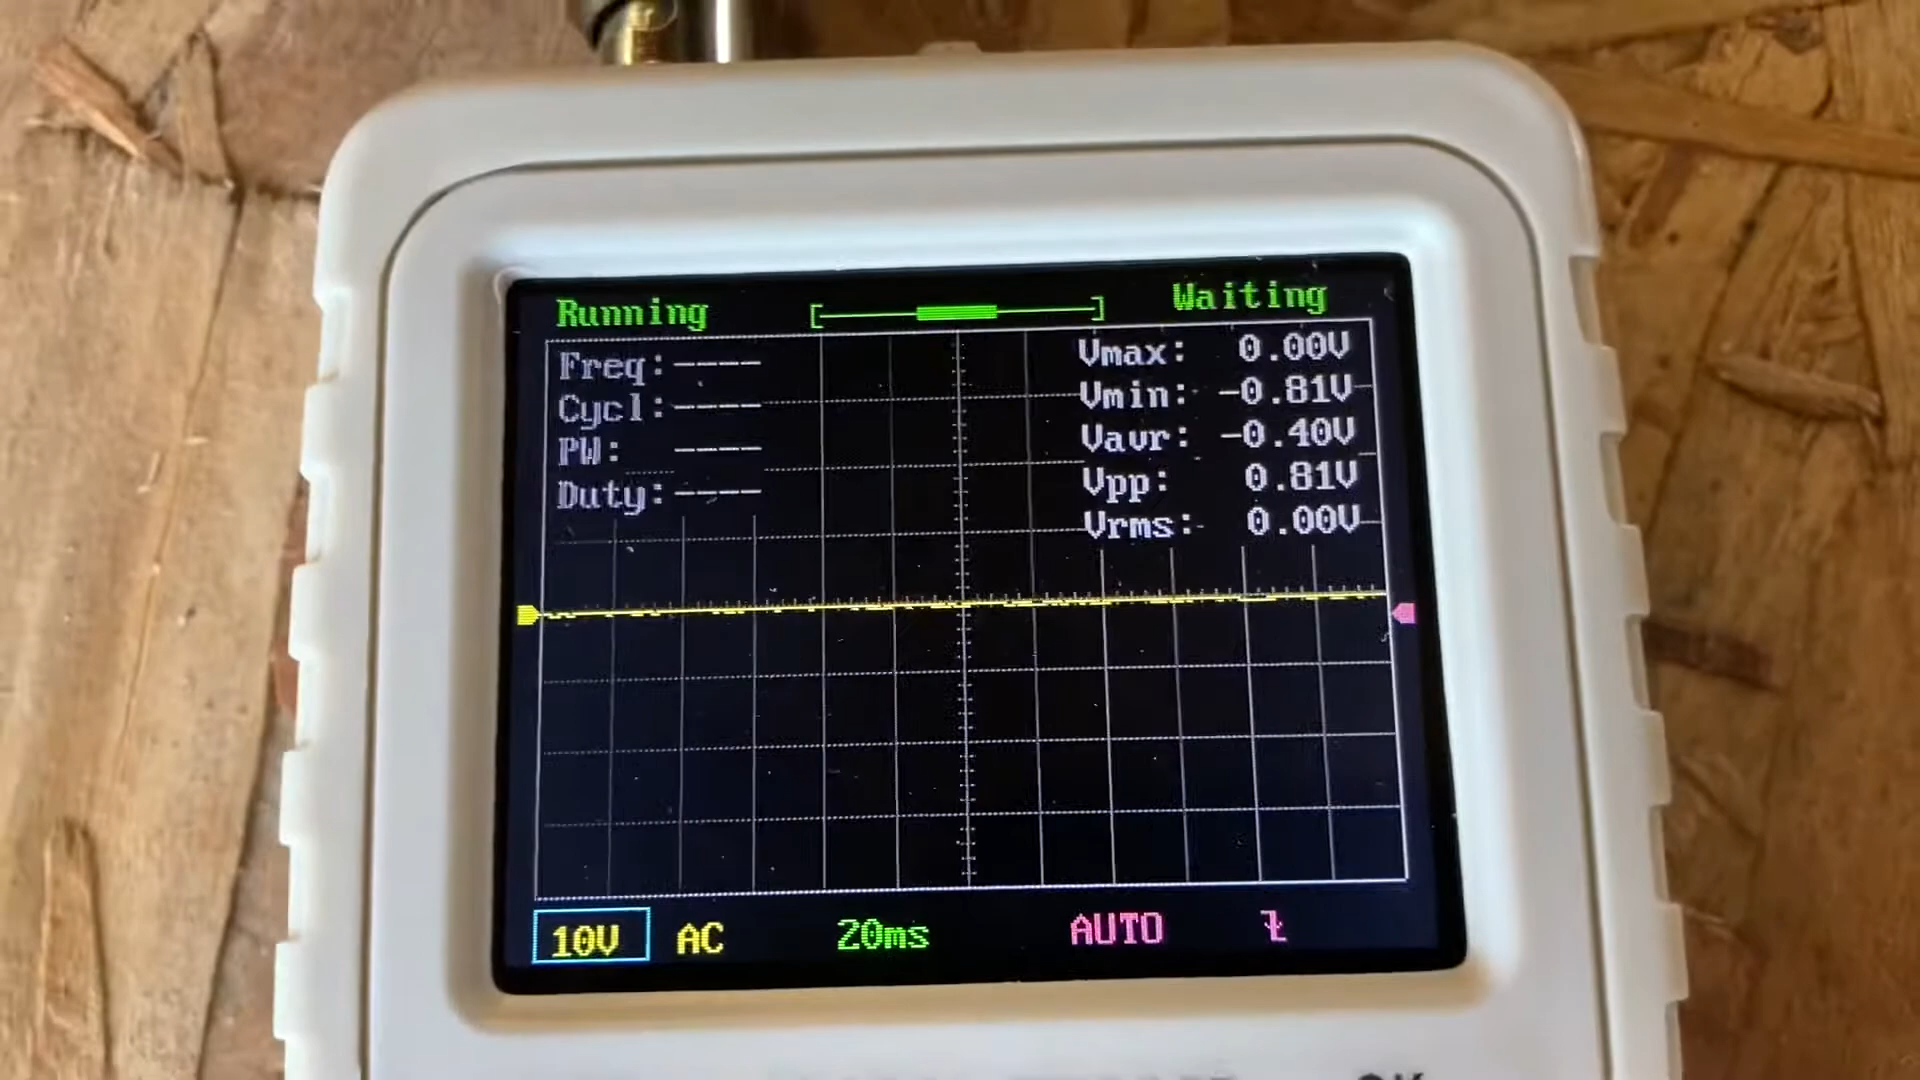 Running Waiting
Freq:---- Vmax: 0.00V
Cycl:---- Vmin: -0.81V
PW: ---- Vavr: -0.40V
Duty:---- Vpp: 0.81V
Vrms: 0.00V
10V AC 20ms AUTO